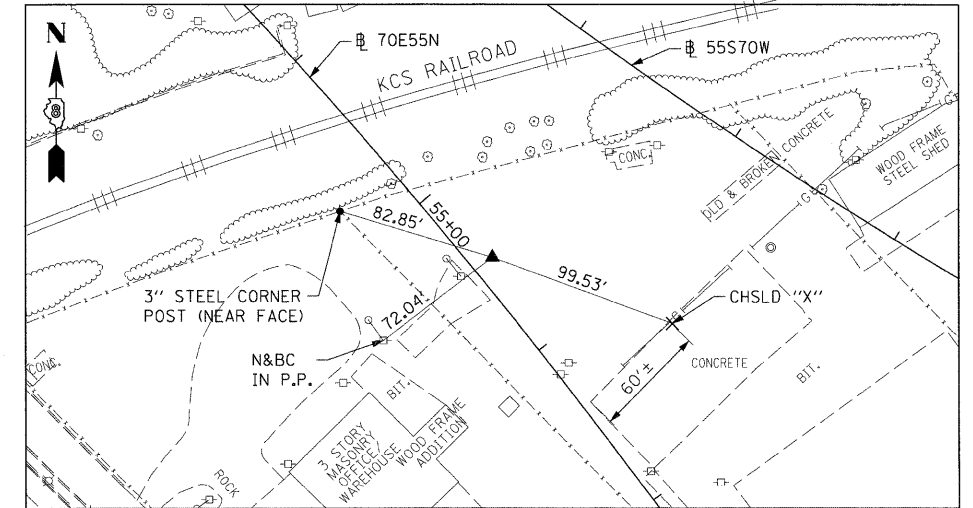 N
8
℔ 70E55N
KCS RAILROAD
℔ 55S70W
CONC.
OLD & BROKEN CONCRETE
WOOD FRAME
STEEL SHED
G
82.85'
55+00
99.53'
3" STEEL CORNER
POST (NEAR FACE)
72.04'
CHSLD "X"
N&BC
IN P.P.
CONC.
60'±
CONCRETE
BIT.
BIT.
3 STORY
MASONRY
OFFICE/
WAREHOUSE
WOOD FRAME
ADDITION
ROCK